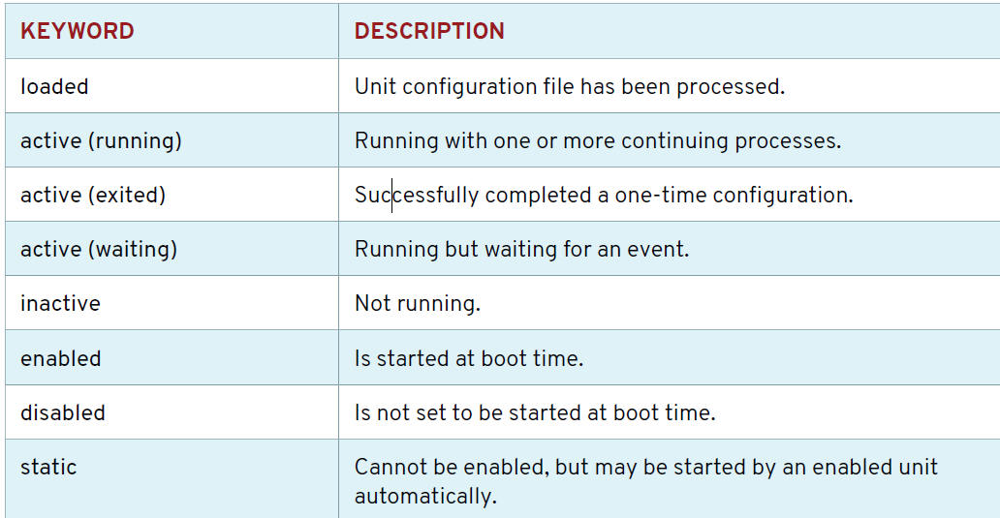 KEYWORD DESCRIPTION
loaded Unit configuration file has been processed.
active (running) Running with one or more continuing processes.
active (exited) Successfully completed a one-time configuration.
active (waiting) Running but waiting for an event.
inactive Not running.
enabled Is started at boot time.
disabled Is not set to be started at boot time.
static Cannot be enabled, but may be started by an enabled unit
automatically.